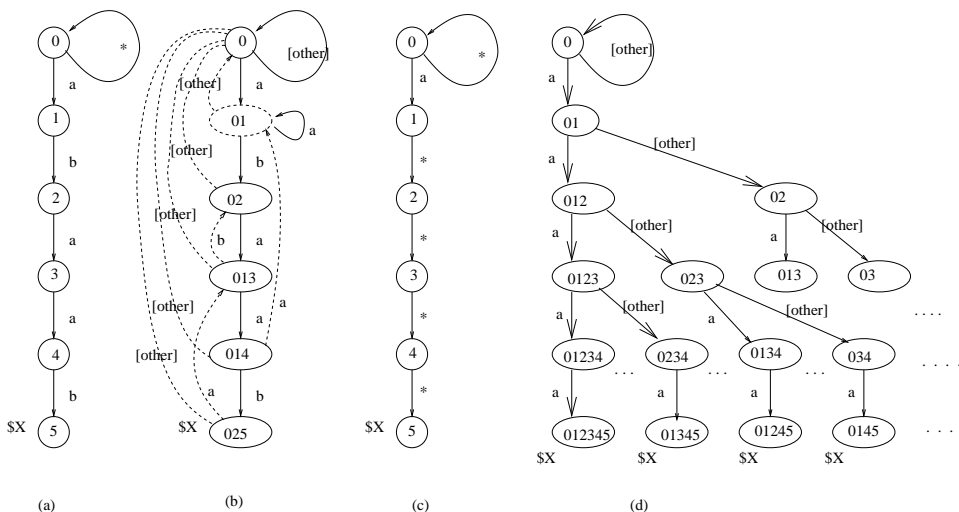 0 0 0 0
* [other] * [other]
a [other] a a a
1 01 a 1 01
b [other] b * a [other]
2 02 2 012 02
a [other] b a * a [other] a [other]
3 013 3 0123 023 013 03
a [other] a a * a [other] a [other] . . . .
4 014 4 01234 0234 0134 034
. . . . . . . . . . . . .
b [other] a b * a a a a
$X 5 $X 025 $X 5 012345 01345 01245 0145 . . . .
$X $X $X $X
(a) (b) (c) (d)